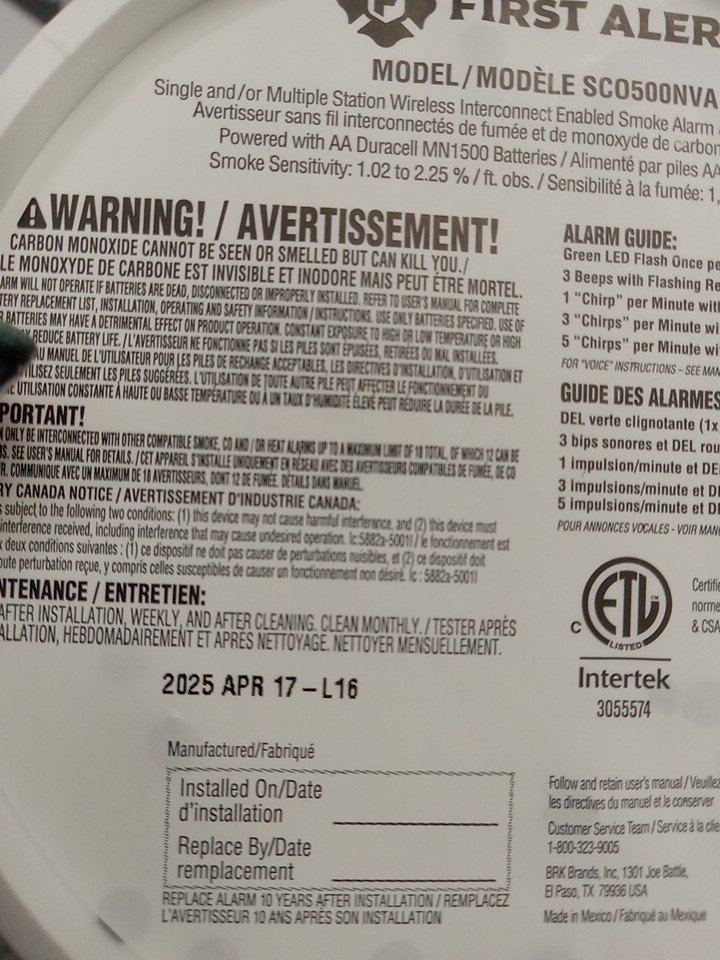 FIRST ALER
MODEL/MODÈLE SCO500NVA
Single and/or Multiple Station Wireless Interconnect Enabled Smoke Alarm
Avertisseur sans fil interconnectés de fumée et de monoxyde de carbon
Powered with AA Duracell MN1500 Batteries / Alimenté par piles AA
Smoke Sensitivity: 1.02 to 2.25 % / ft. obs. / Sensibilité à la fumée: 1,
WARNING! / AVERTISSEMENT!
CARBON MONOXIDE CANNOT BE SEEN OR SMELLED BUT CAN KILL YOU./
LE MONOXYDE DE CARBONE EST INVISIBLE ET INODORE MAIS PEUT ÊTRE MORTEL.
ARM WILL NOT OPERATE IF BATTERIES ARE DEAD, DISCONNECTED OR IMPROPERLY INSTALLED. REFER TO USER'S MANUAL FOR COMPLETE
TERY REPLACEMENT LIST, INSTALLATION, OPERATING AND SAFETY INFORMATION / INSTRUCTIONS. USE ONLY BATTERIES SPECIFIED. USE OF
R BATTERIES MAY HAVE A DETRIMENTAL EFFECT ON PRODUCT OPERATION. CONSTANT EXPOSURE TO HIGH OR LOW TEMPERATURE OR HIGH
REDUCE BATTERY LIFE. / L'AVERTISSEUR NE FONCTIONNE PAS SI LES PILES SONT ÉPUISÉES, RETIRÉES OU MAL INSTALLÉES.
AU MANUEL DE L'UTILISATEUR POUR LES PILES DE RECHANGE ACCEPTABLES, LES DIRECTIVES D'INSTALLATION, D'UTILISATION ET
TILISEZ SEULEMENT LES PILES SUGGÉRÉES. L'UTILISATION DE TOUTE AUTRE PILE PEUT AFFECTER LE FONCTIONNEMENT DU
UTILISATION CONSTANTE À HAUTE OU BASSE TEMPÉRATURE OU À UN TAUX D'HUMIDITÉ ÉLEVÉ PEUT RÉDUIRE LA DURÉE DE LA PILE.
PORTANT!
N ONLY BE INTERCONNECTED WITH OTHER COMPATIBLE SMOKE, CO AND / OR HEAT ALARMS UP TO A MAXIMUM LIMIT OF 18 TOTAL, OF WHICH 12 CAN BE
S. SEE USER'S MANUAL FOR DETAILS. / CET APPAREIL S'INSTALLE UNIQUEMENT EN RÉSEAU AVEC DES AVERTISSEURS COMPATIBLES DE FUMÉE, DE CO
R. COMMUNIQUE AVEC UN MAXIMUM DE 18 AVERTISSEURS, DONT 12 DE FUMÉE. DÉTAILS DANS MANUEL.
RY CANADA NOTICE / AVERTISSEMENT D'INDUSTRIE CANADA:
s subject to the following two conditions: (1) this device may not cause harmful interference, and (2) this device must
interference received, including interference that may cause undesired operation. Ic:5882a-5001l / le fonctionnement est
x deux conditions suivantes : (1) ce dispositif ne doit pas causer de perturbations nuisibles, et (2) ce dispositif doit
oute perturbation reçue, y compris celles susceptibles de causer un fonctionnement non désiré. Ic : 5882a-5001l
NTENANCE / ENTRETIEN:
AFTER INSTALLATION, WEEKLY, AND AFTER CLEANING. CLEAN MONTHLY. / TESTER APRÈS
ALLATION, HEBDOMADAIREMENT ET APRÈS NETTOYAGE. NETTOYER MENSUELLEMENT.
2025 APR 17 – L16
Manufactured/Fabriqué
Installed On/Date
d'installation
Replace By/Date
remplacement
REPLACE ALARM 10 YEARS AFTER INSTALLATION / REMPLACEZ
L'AVERTISSEUR 10 ANS APRÈS SON INSTALLATION
ALARM GUIDE:
Green LED Flash Once pe
3 Beeps with Flashing Re
1 "Chirp" per Minute with
3 "Chirps" per Minute wi
5 "Chirps" per Minute wi
FOR "VOICE" INSTRUCTIONS – SEE MAN
GUIDE DES ALARMES
DEL verte clignotante (1x
3 bips sonores et DEL rou
1 impulsion/minute et DE
3 impulsions/minute et D
5 impulsions/minute et D
POUR ANNONCES VOCALES - VOIR MAN
ETL
C
LISTED
Intertek
3055574
Certifie
norme
& CSA
Follow and retain user's manual / Veuillez
les directives du manuel et le conserver
Customer Service Team / Service à la clie
1-800-323-9005
BRK Brands, Inc, 1301 Joe Battle,
El Paso, TX 79936 USA
Made in Mexico / Fabriqué au Mexique